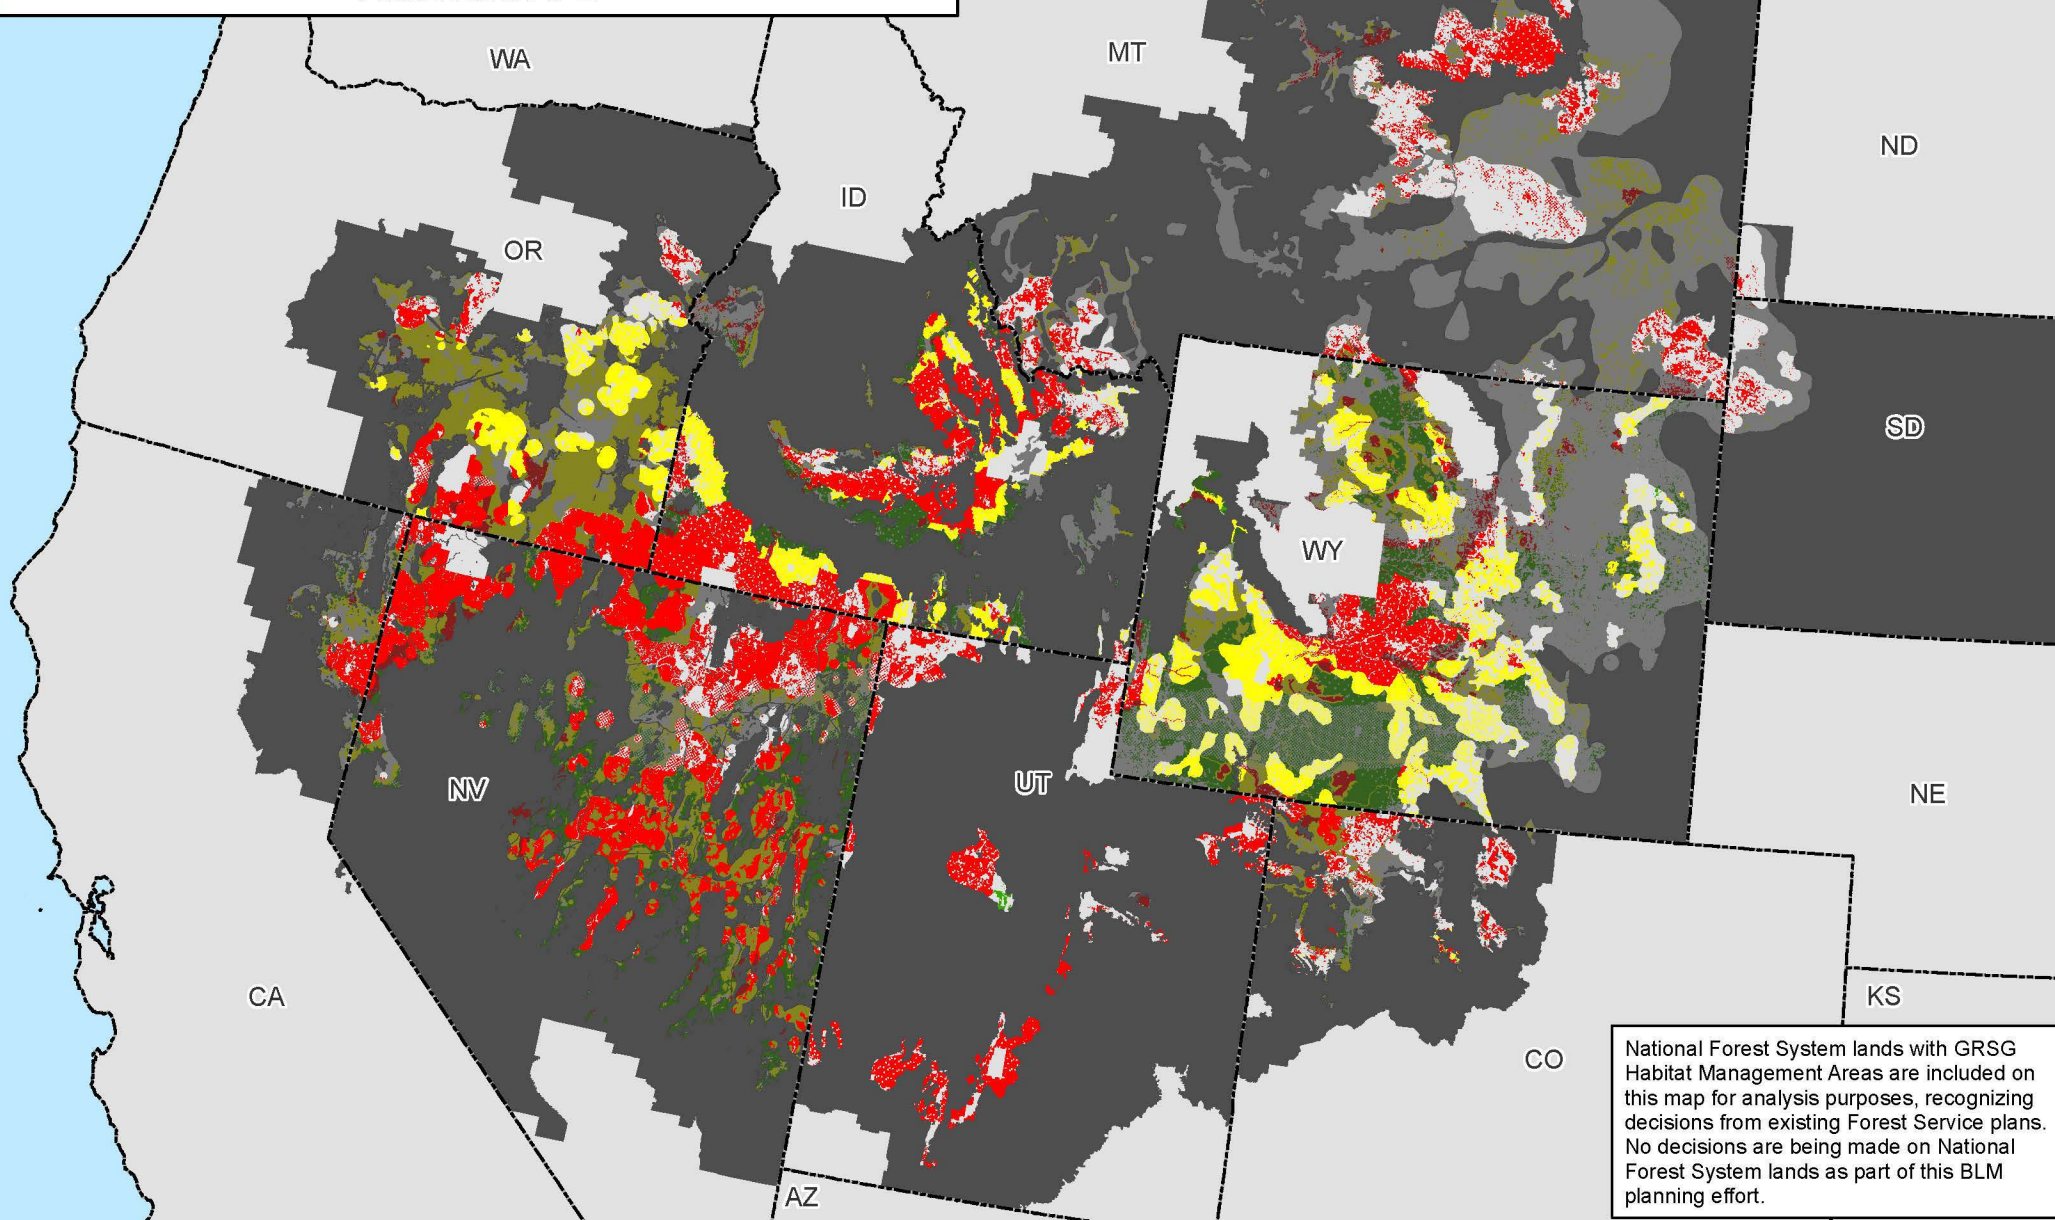 WA
MT
ND
ID
OR
SD
WY
UT
NV
NE
CA
KS
CO
AZ
National Forest System lands with GRSG
Habitat Management Areas are included on
this map for analysis purposes, recognizing
decisions from existing Forest Service plans.
No decisions are being made on National
Forest System lands as part of this BLM
planning effort.